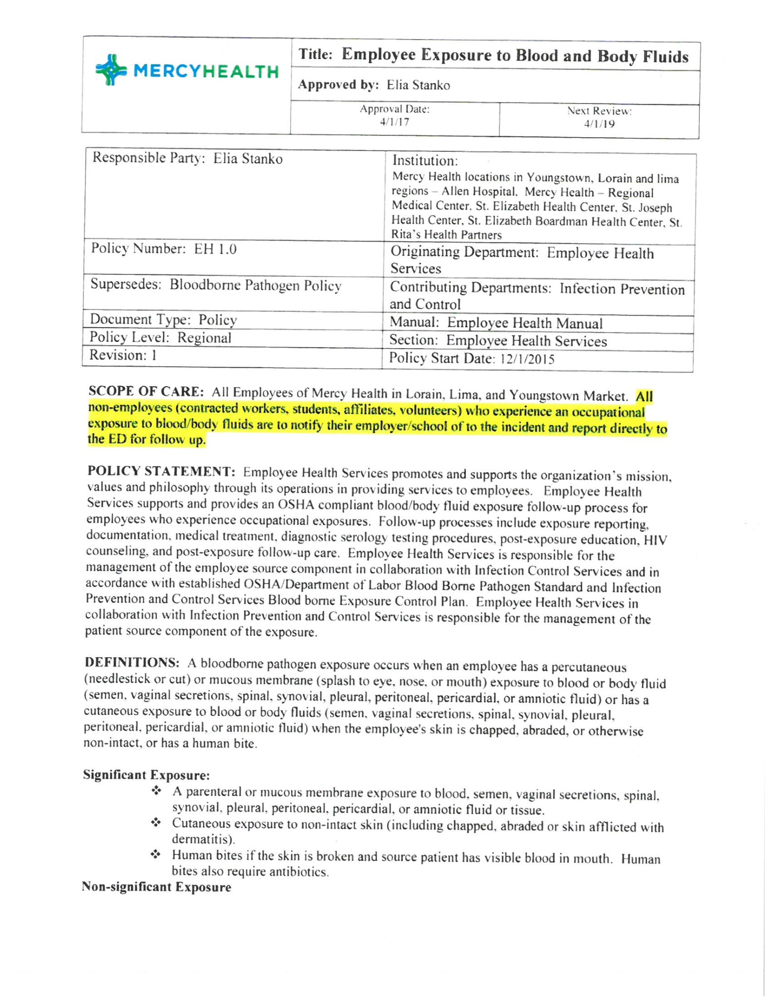 MERCYHEALTH
Title: Employee Exposure to Blood and Body Fluids
Approved by: Elia Stanko
Approval Date:
4/1/17
Next Review:
4/1/19
Responsible Party: Elia Stanko
Institution:
Mercy Health locations in Youngstown, Lorain and lima
regions – Allen Hospital, Mercy Health – Regional
Medical Center, St. Elizabeth Health Center, St. Joseph
Health Center, St. Elizabeth Boardman Health Center, St.
Rita's Health Partners
Policy Number: EH 1.0
Originating Department: Employee Health
Services
Supersedes: Bloodborne Pathogen Policy
Contributing Departments: Infection Prevention
and Control
Document Type: Policy
Manual: Employee Health Manual
Policy Level: Regional
Section: Employee Health Services
Revision: 1
Policy Start Date: 12/1/2015
SCOPE OF CARE: All Employees of Mercy Health in Lorain, Lima, and Youngstown Market. All
non-employees (contracted workers, students, affiliates, volunteers) who experience an occupational
exposure to blood/body fluids are to notify their employer/school of to the incident and report directly to
the ED for follow up.
POLICY STATEMENT: Employee Health Services promotes and supports the organization's mission,
values and philosophy through its operations in providing services to employees. Employee Health
Services supports and provides an OSHA compliant blood/body fluid exposure follow-up process for
employees who experience occupational exposures. Follow-up processes include exposure reporting,
documentation, medical treatment, diagnostic serology testing procedures, post-exposure education, HIV
counseling, and post-exposure follow-up care. Employee Health Services is responsible for the
management of the employee source component in collaboration with Infection Control Services and in
accordance with established OSHA/Department of Labor Blood Borne Pathogen Standard and Infection
Prevention and Control Services Blood borne Exposure Control Plan. Employee Health Services in
collaboration with Infection Prevention and Control Services is responsible for the management of the
patient source component of the exposure.
DEFINITIONS: A bloodborne pathogen exposure occurs when an employee has a percutaneous
(needlestick or cut) or mucous membrane (splash to eye, nose, or mouth) exposure to blood or body fluid
(semen, vaginal secretions, spinal, synovial, pleural, peritoneal, pericardial, or amniotic fluid) or has a
cutaneous exposure to blood or body fluids (semen, vaginal secretions, spinal, synovial, pleural,
peritoneal, pericardial, or amniotic fluid) when the employee's skin is chapped, abraded, or otherwise
non-intact, or has a human bite.
Significant Exposure:
❖ A parenteral or mucous membrane exposure to blood, semen, vaginal secretions, spinal,
synovial, pleural, peritoneal, pericardial, or amniotic fluid or tissue.
❖ Cutaneous exposure to non-intact skin (including chapped, abraded or skin afflicted with
dermatitis).
❖ Human bites if the skin is broken and source patient has visible blood in mouth. Human
bites also require antibiotics.
Non-significant Exposure